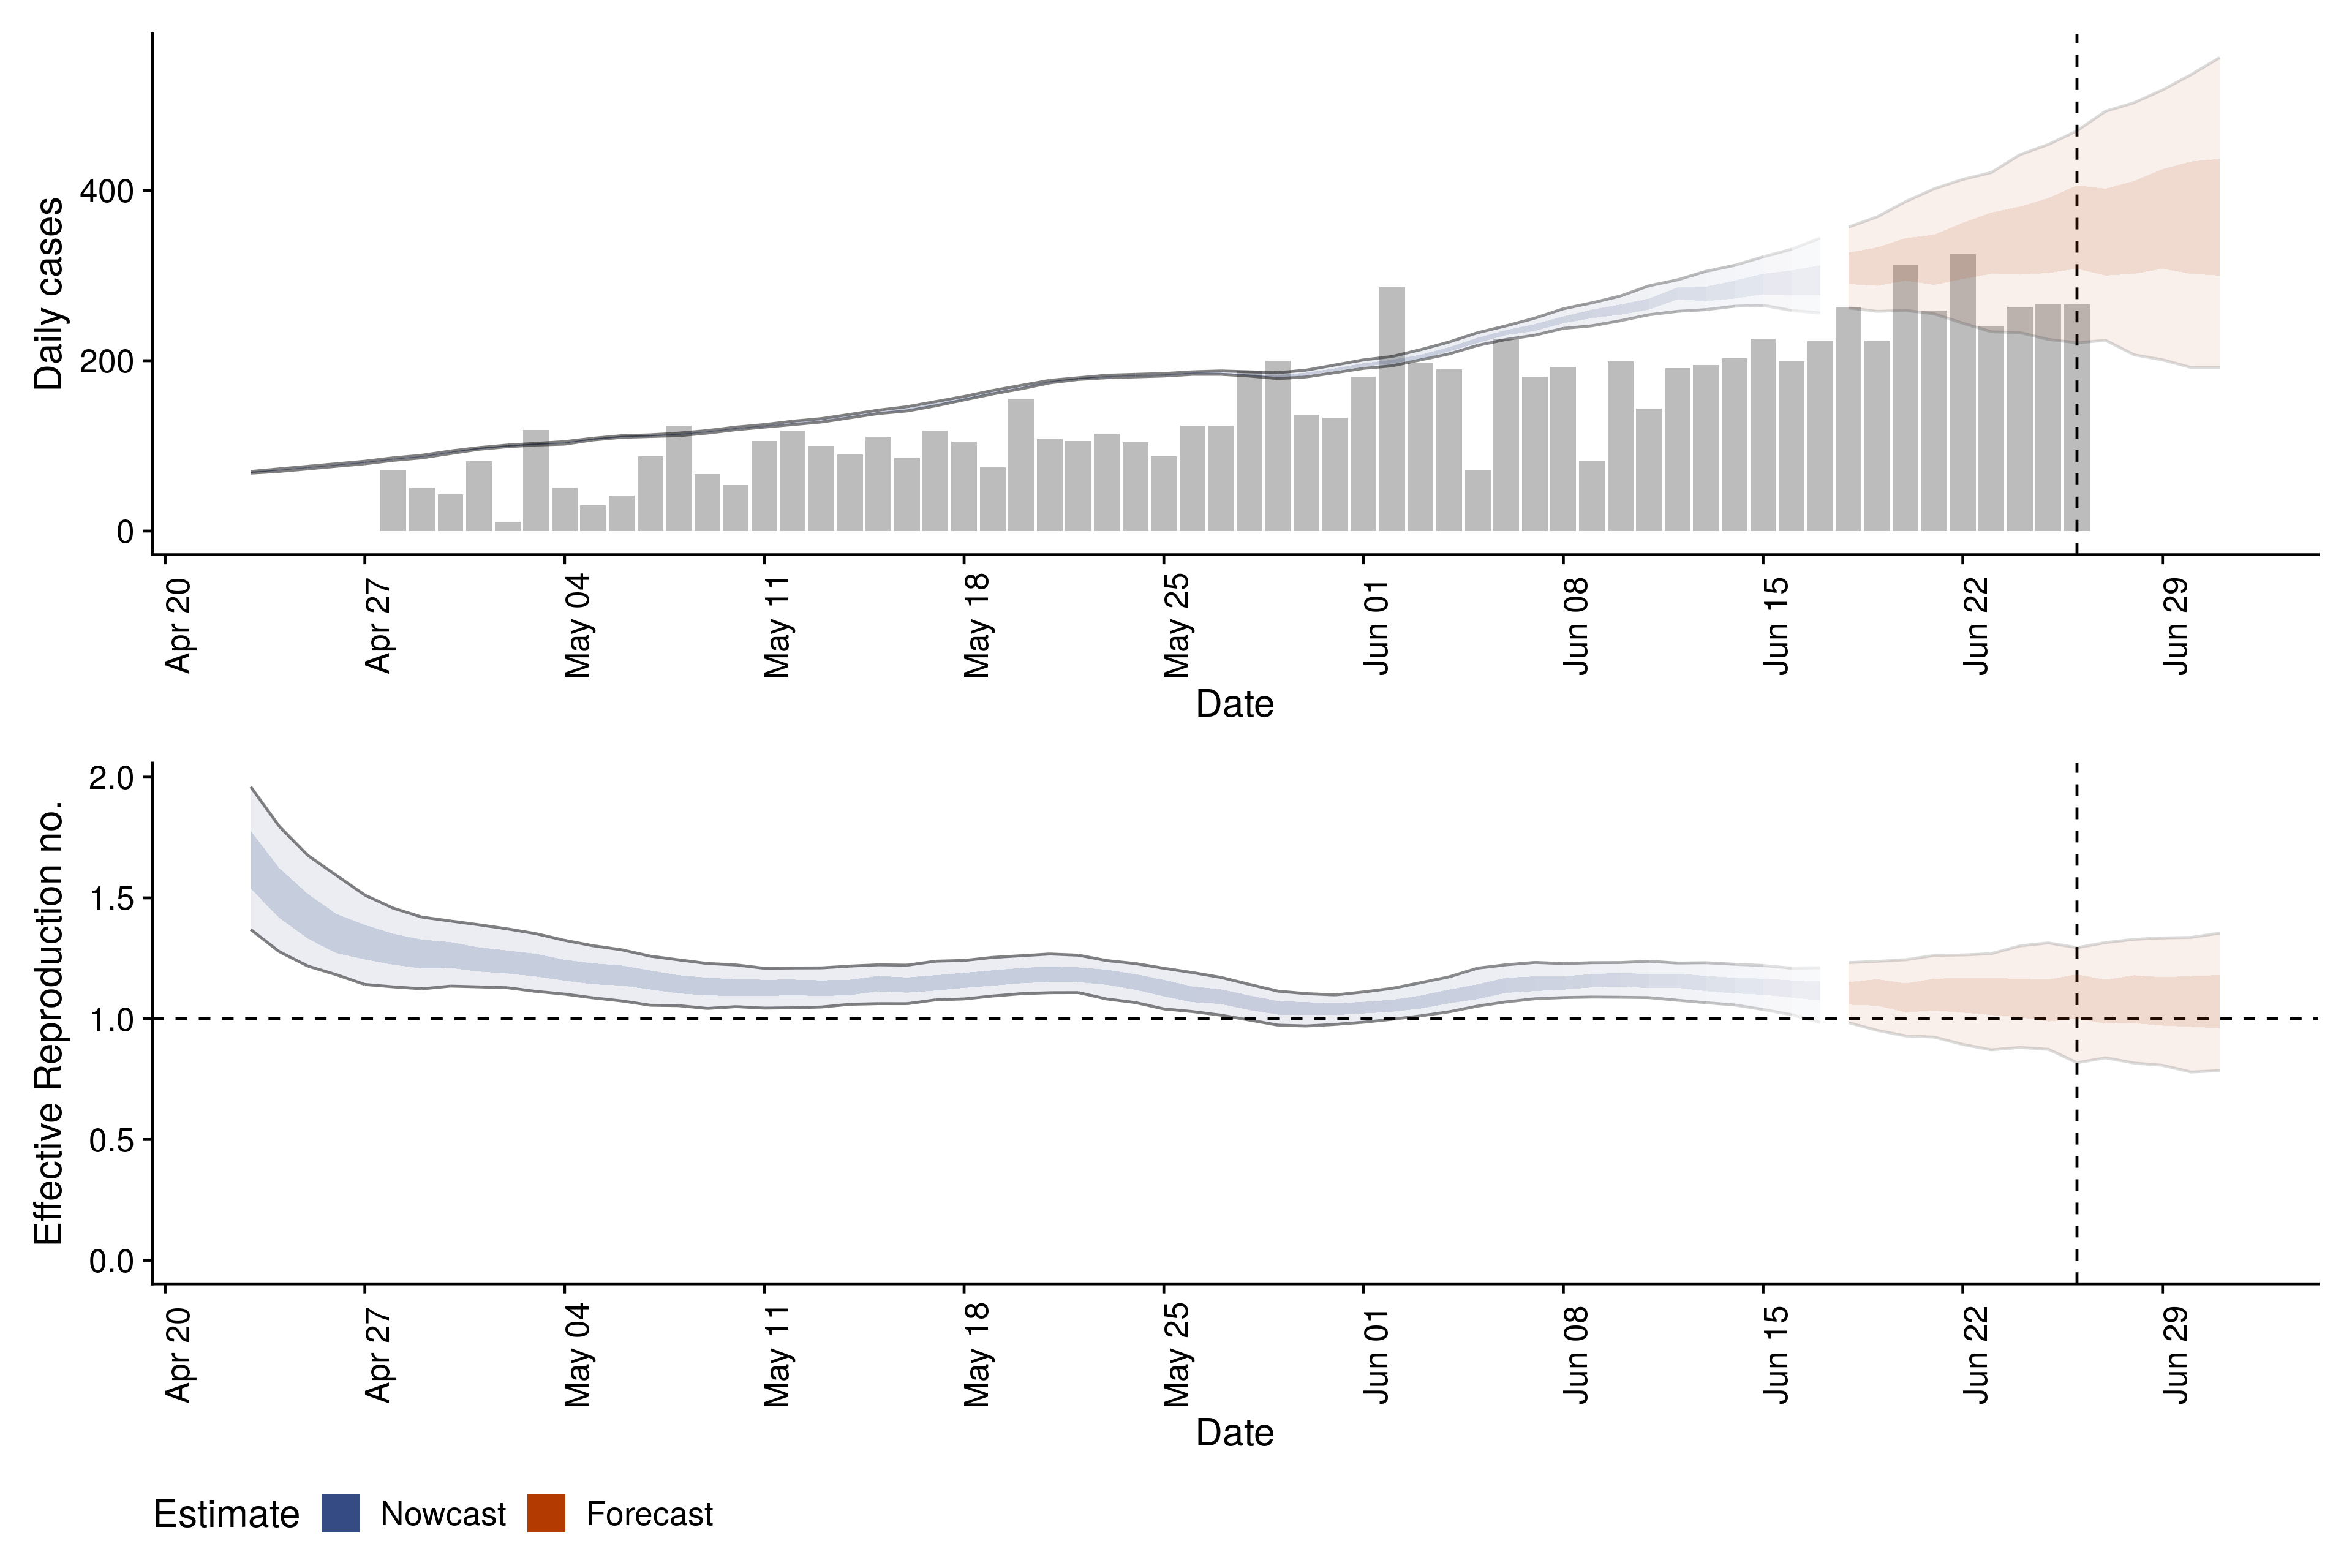 Daily cases
400
200
0
Apr 20 Apr 27 May 04 May 11 May 18 May 25 Jun 01 Jun 08 Jun 15 Jun 22 Jun 29
Date
Effective Reproduction no.
2.0
1.5
1.0
0.5
0.0
Apr 20 Apr 27 May 04 May 11 May 18 May 25 Jun 01 Jun 08 Jun 15 Jun 22 Jun 29
Date
Estimate Nowcast Forecast